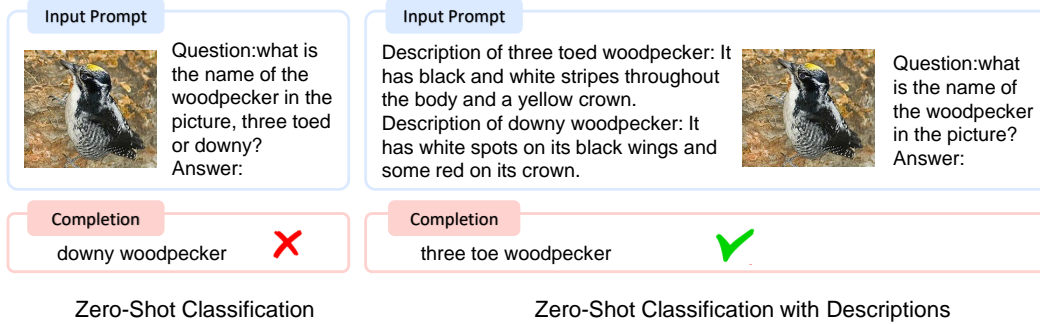 Input Prompt
Question:what is
the name of the
woodpecker in the
picture, three toed
or downy?
Answer:
Completion
downy woodpecker
Zero-Shot Classification
Input Prompt
Description of three toed woodpecker: It
has black and white stripes throughout
the body and a yellow crown.
Description of downy woodpecker: It
has white spots on its black wings and
some red on its crown.
Question:what
is the name of
the woodpecker
in the picture?
Answer:
Completion
three toe woodpecker
Zero-Shot Classification with Descriptions